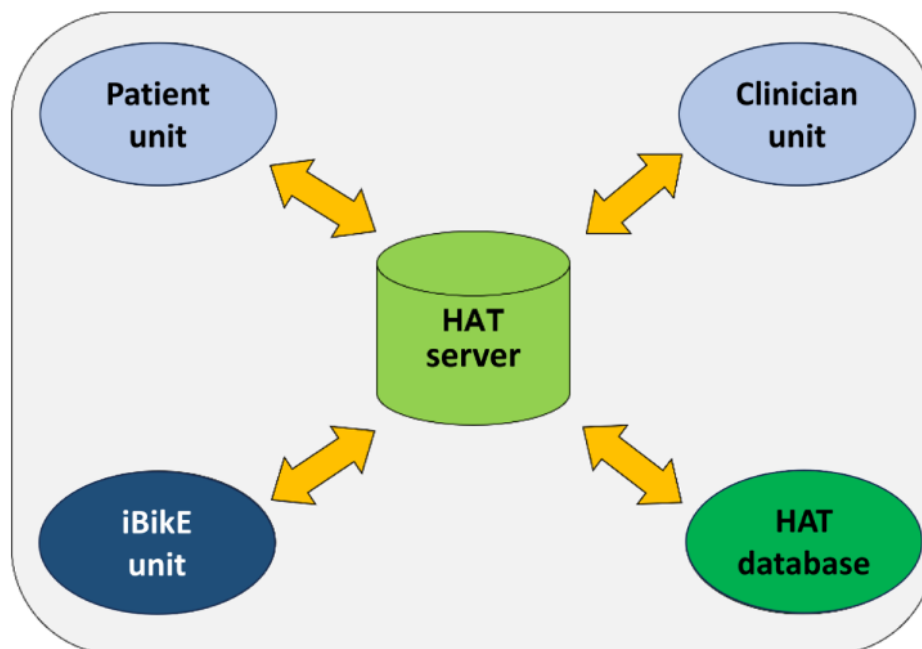 Patient
unit
Clinician
unit
HAT
server
iBikE
unit
HAT
database